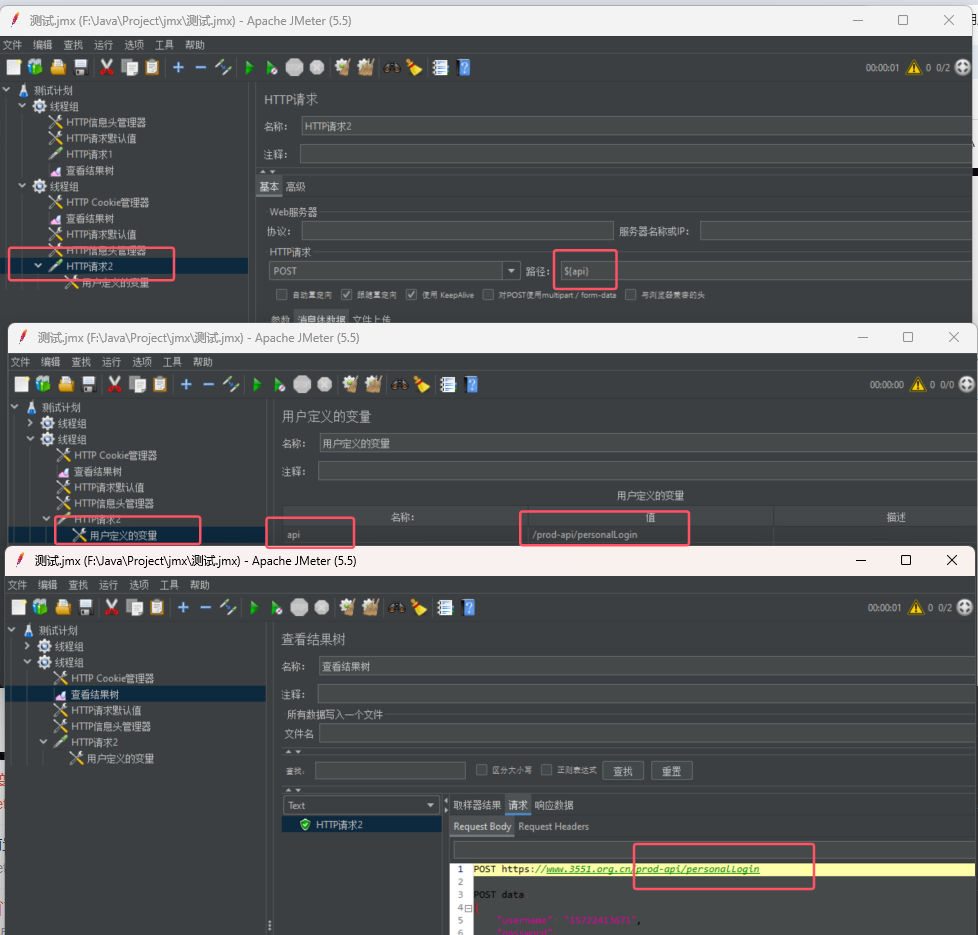 测试.jmx (F:\Java\Project\jmx\测试.jmx) - Apache JMeter (5.5)
文件 编辑 查找 运行 选项 工具 帮助
00:00:01 0 0/2
测试计划
线程组
HTTP信息头管理器
HTTP请求默认值
HTTP请求1
查看结果树
线程组
HTTP Cookie管理器
查看结果树
HTTP请求默认值
HTTP信息头管理器
HTTP请求2
用户定义的变量
HTTP请求
名称: HTTP请求2
注释:
基本 高级
Web服务器
协议: 服务器名称或IP:
HTTP请求
POST 路径: ${api}
自动重定向 跟随重定向 使用 KeepAlive 对POST使用multipart / form-data 与浏览器兼容的头
参数 消息体数据 文件上传
测试.jmx (F:\Java\Project\jmx\测试.jmx) - Apache JMeter (5.5)
文件 编辑 查找 运行 选项 工具 帮助
00:00:00 0 0/0
测试计划
线程组
线程组
HTTP Cookie管理器
查看结果树
HTTP请求默认值
HTTP信息头管理器
HTTP请求2
用户定义的变量
用户定义的变量
名称: 用户定义的变量
注释:
用户定义的变量
名称: 值 描述
api /prod-api/personalLogin
测试.jmx (F:\Java\Project\jmx\测试.jmx) - Apache JMeter (5.5)
文件 编辑 查找 运行 选项 工具 帮助
00:00:01 0 0/2
测试计划
线程组
线程组
HTTP Cookie管理器
查看结果树
HTTP请求默认值
HTTP信息头管理器
HTTP请求2
用户定义的变量
查看结果树
名称: 查看结果树
注释:
所有数据写入一个文件
文件名
查找: 区分大小写 正则表达式 查找 重置
Text
HTTP请求2
取样器结果 请求 响应数据
Request Body Request Headers
1 POST https://www.3551.org.cn/prod-api/personalLogin
2
3 POST data
4 {
5 "username":
6